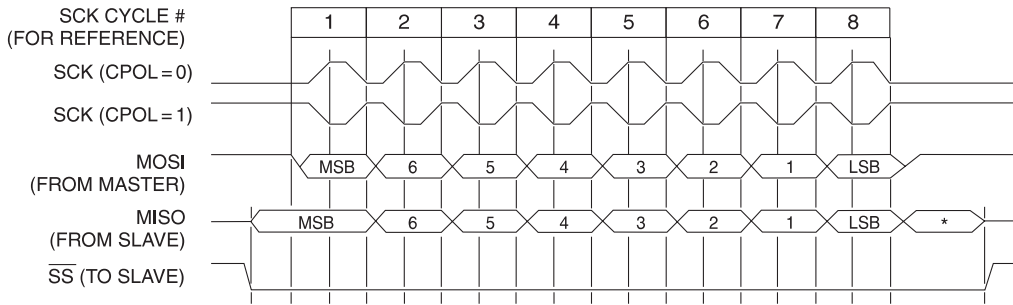 SCK CYCLE #
(FOR REFERENCE)
1 2 3 4 5 6 7 8
SCK (CPOL = 0)
SCK (CPOL = 1)
MOSI
(FROM MASTER)
MSB 6 5 4 3 2 1 LSB
MISO
(FROM SLAVE)
MSB 6 5 4 3 2 1 LSB *
S̅S̅ (TO SLAVE)